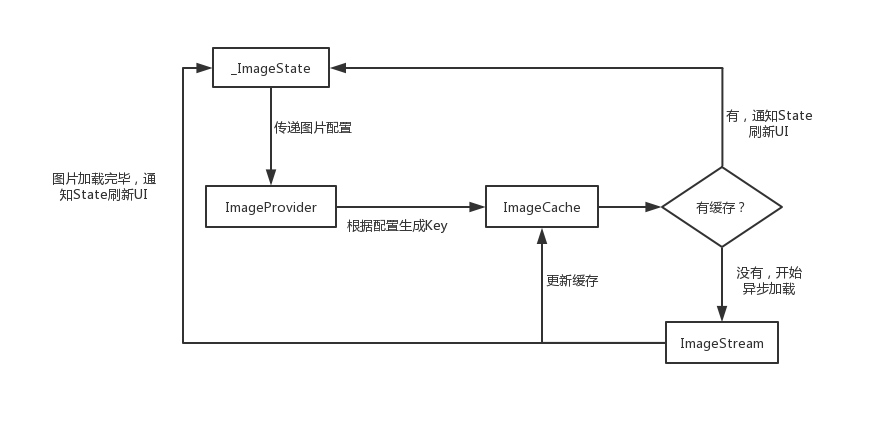 _ImageState
传递图片配置
有，通知State
刷新UI
图片加载完毕，通
知State刷新UI
ImageProvider
根据配置生成Key
ImageCache
有缓存？
更新缓存
没有，开始
异步加载
ImageStream